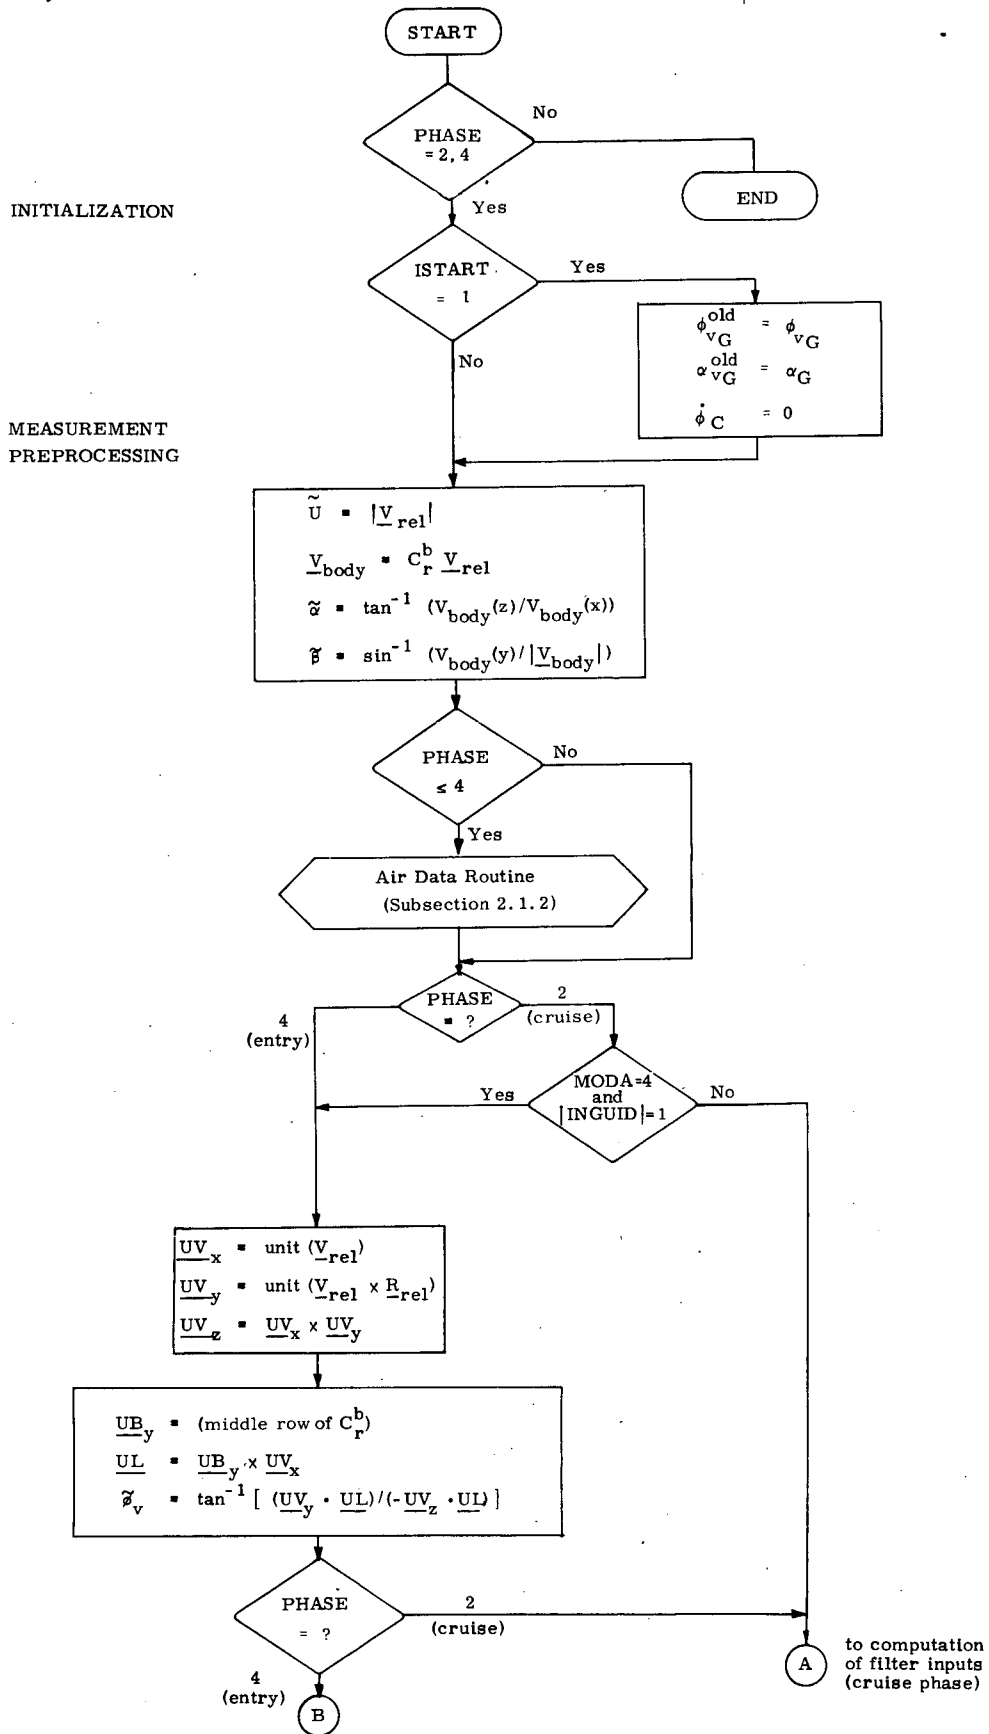 START
PHASE
= 2, 4
No
END
INITIALIZATION
Yes
ISTART
= 1
Yes
No
ϕ_vG^old = ϕ_vG
α_vG^old = α_G
ϕ̇_C = 0
MEASUREMENT
PREPROCESSING
Ũ = |V_rel|
V_body = C_r^b V_rel
α̃ = tan^-1 (V_body(z)/V_body(x))
β̃ = sin^-1 (V_body(y)/|V_body|)
PHASE
≤ 4
No
Yes
Air Data Routine
(Subsection 2.1.2)
PHASE
= ?
4
(entry)
2
(cruise)
MODA=4
and
|INGUID|=1
Yes
No
UV_x = unit (V_rel)
UV_y = unit (V_rel × R_rel)
UV_z = UV_x × UV_y
UB_y = (middle row of C_r^b)
UL = UB_y × UV_x
ϕ̃_v = tan^-1 [ (UV_y · UL)/(-UV_z · UL) ]
PHASE
= ?
2
(cruise)
4
(entry)
B
A
to computation
of filter inputs
(cruise phase)